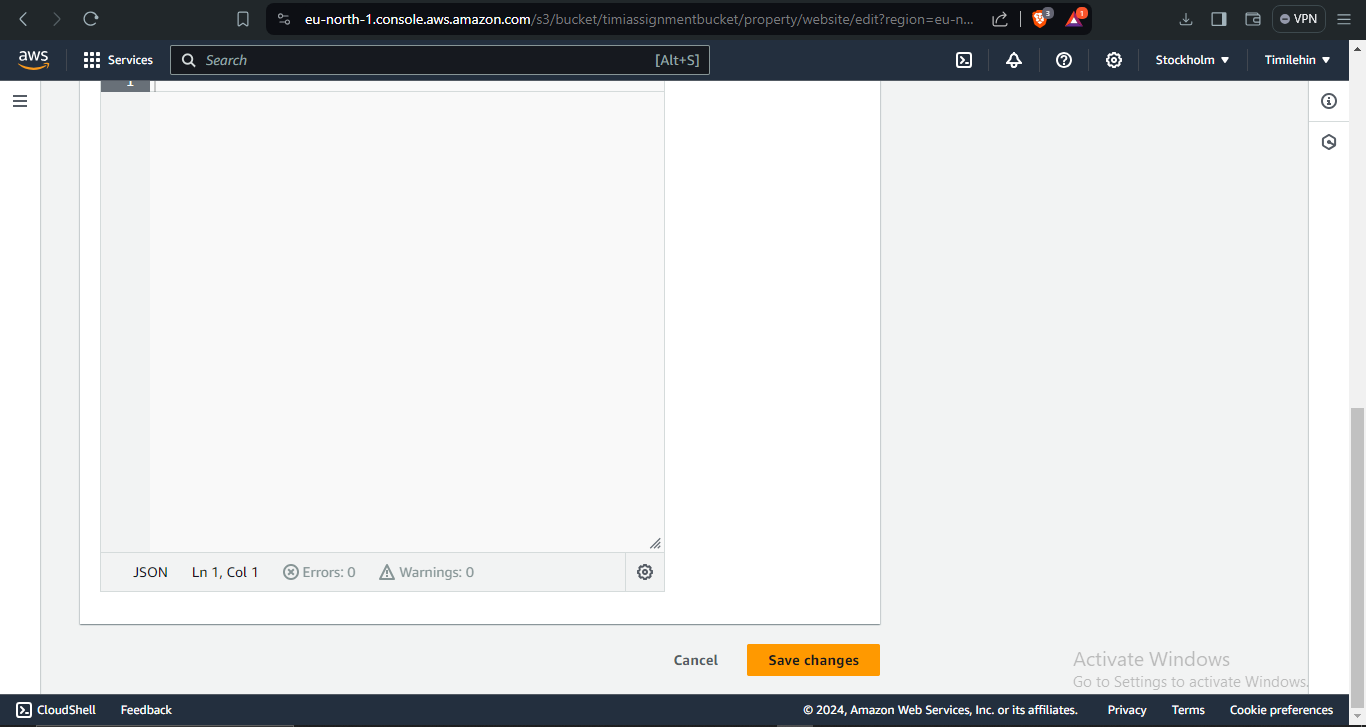 eu-north-1.console.aws.amazon.com/s3/bucket/timiassignmentbucket/property/website/edit?region=eu-n...
3
1
VPN
aws
Services
Search
[Alt+S]
Stockholm
Timilehin
1
JSON
Ln 1, Col 1
Errors: 0
Warnings: 0
Cancel
Save changes
Activate Windows
Go to Settings to activate Windows.
CloudShell
Feedback
© 2024, Amazon Web Services, Inc. or its affiliates.
Privacy
Terms
Cookie preferences